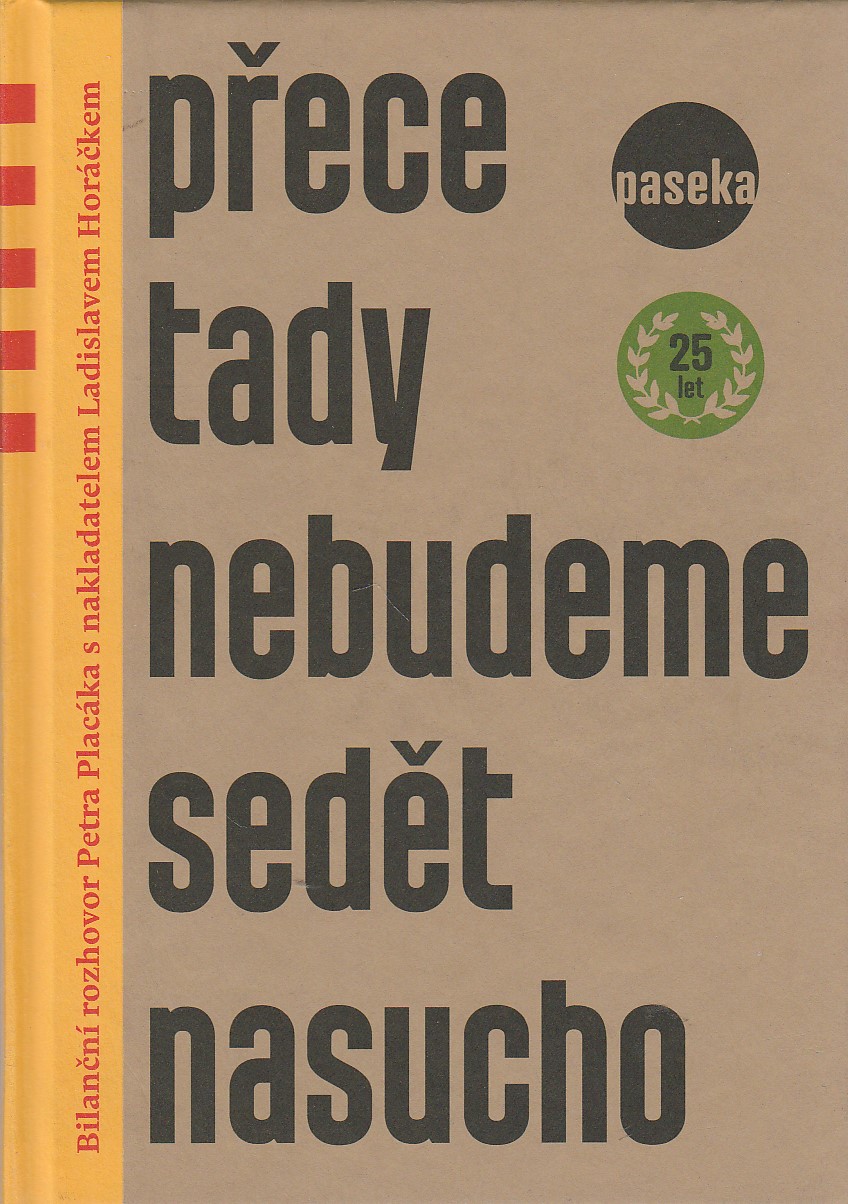 přece
tady
nebudeme
sedět
nasucho
paseka
25
let
Bilanční rozhovor Petra Placáka s nakladatelem Ladislavem Horáčkem